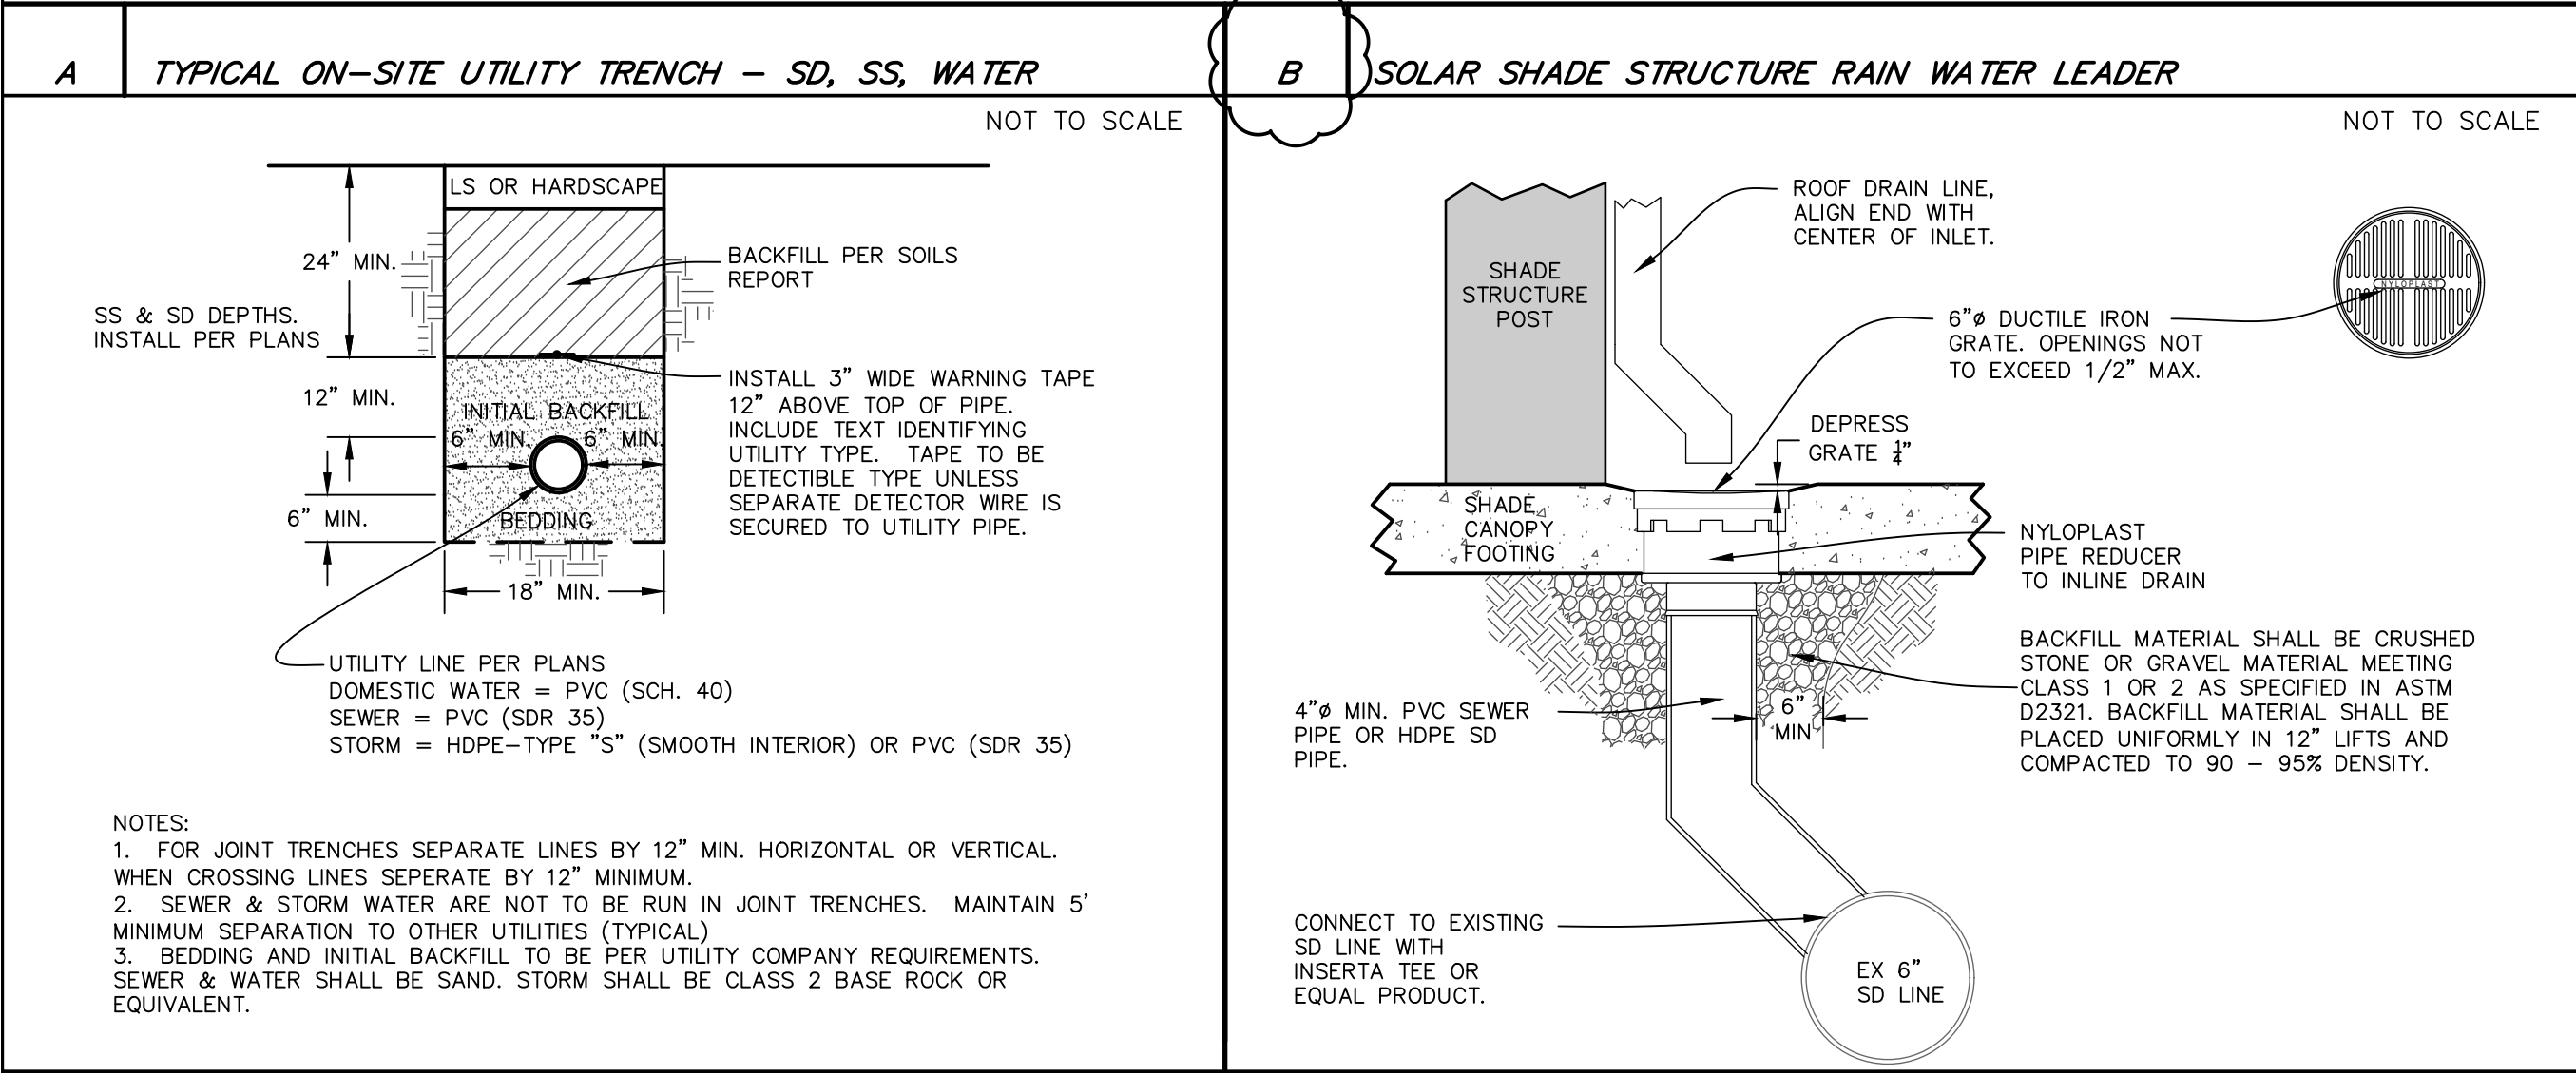 A
TYPICAL ON-SITE UTILITY TRENCH - SD, SS, WATER
NOT TO SCALE
LS OR HARDSCAPE
24" MIN.
BACKFILL PER SOILS
REPORT
SS & SD DEPTHS.
INSTALL PER PLANS
12" MIN.
INSTALL 3" WIDE WARNING TAPE
12" ABOVE TOP OF PIPE.
INCLUDE TEXT IDENTIFYING
UTILITY TYPE. TAPE TO BE
DETECTIBLE TYPE UNLESS
SEPARATE DETECTOR WIRE IS
SECURED TO UTILITY PIPE.
INITIAL BACKFILL
6" MIN. 6" MIN.
6" MIN.
BEDDING
18" MIN.
UTILITY LINE PER PLANS
DOMESTIC WATER = PVC (SCH. 40)
SEWER = PVC (SDR 35)
STORM = HDPE-TYPE "S" (SMOOTH INTERIOR) OR PVC (SDR 35)
NOTES:
1. FOR JOINT TRENCHES SEPARATE LINES BY 12" MIN. HORIZONTAL OR VERTICAL.
WHEN CROSSING LINES SEPERATE BY 12" MINIMUM.
2. SEWER & STORM WATER ARE NOT TO BE RUN IN JOINT TRENCHES. MAINTAIN 5'
MINIMUM SEPARATION TO OTHER UTILITIES (TYPICAL)
3. BEDDING AND INITIAL BACKFILL TO BE PER UTILITY COMPANY REQUIREMENTS.
SEWER & WATER SHALL BE SAND. STORM SHALL BE CLASS 2 BASE ROCK OR
EQUIVALENT.
B
SOLAR SHADE STRUCTURE RAIN WATER LEADER
NOT TO SCALE
ROOF DRAIN LINE,
ALIGN END WITH
CENTER OF INLET.
SHADE
STRUCTURE
POST
NYLOPLAST
6"ø DUCTILE IRON
GRATE. OPENINGS NOT
TO EXCEED 1/2" MAX.
DEPRESS
GRATE ¼"
SHADE
CANOPY
FOOTING
NYLOPLAST
PIPE REDUCER
TO INLINE DRAIN
BACKFILL MATERIAL SHALL BE CRUSHED
STONE OR GRAVEL MATERIAL MEETING
CLASS 1 OR 2 AS SPECIFIED IN ASTM
D2321. BACKFILL MATERIAL SHALL BE
PLACED UNIFORMLY IN 12" LIFTS AND
COMPACTED TO 90 - 95% DENSITY.
6"
MIN
4"ø MIN. PVC SEWER
PIPE OR HDPE SD
PIPE.
CONNECT TO EXISTING
SD LINE WITH
INSERTA TEE OR
EQUAL PRODUCT.
EX 6"
SD LINE